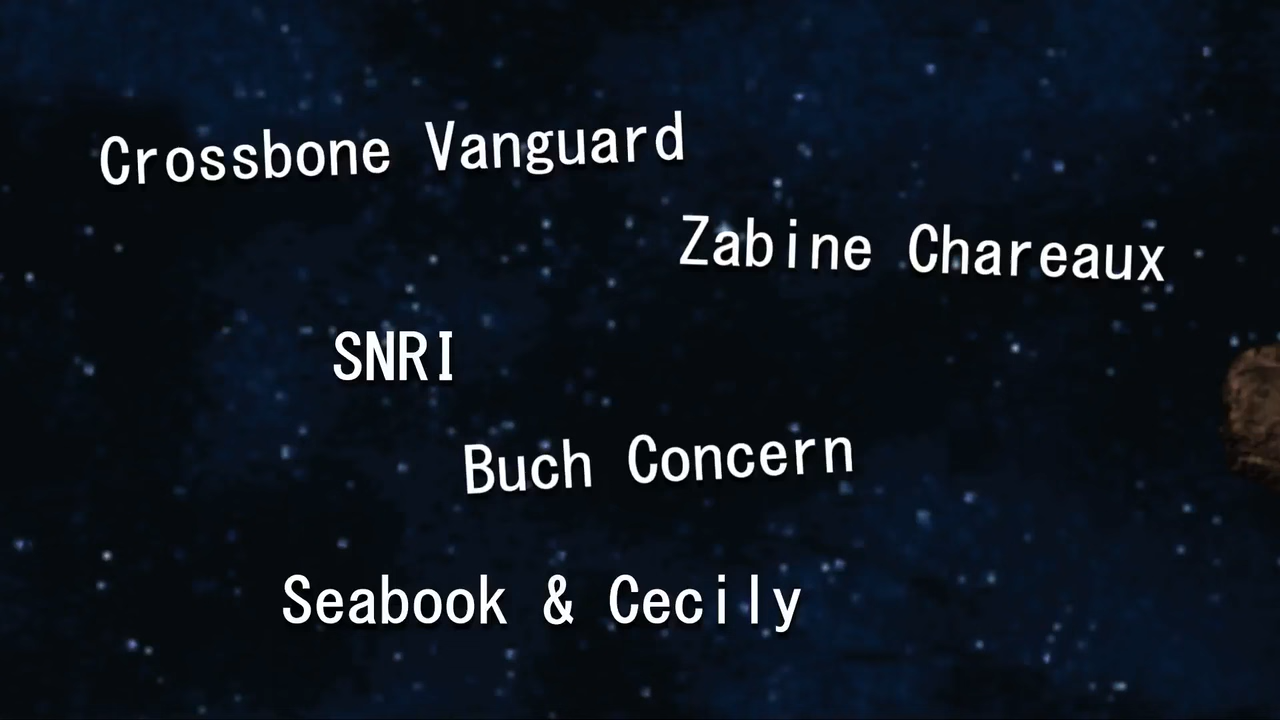 Crossbone Vanguard
Zabine Chareaux
SNRI
Buch Concern
Seabook & Cecily